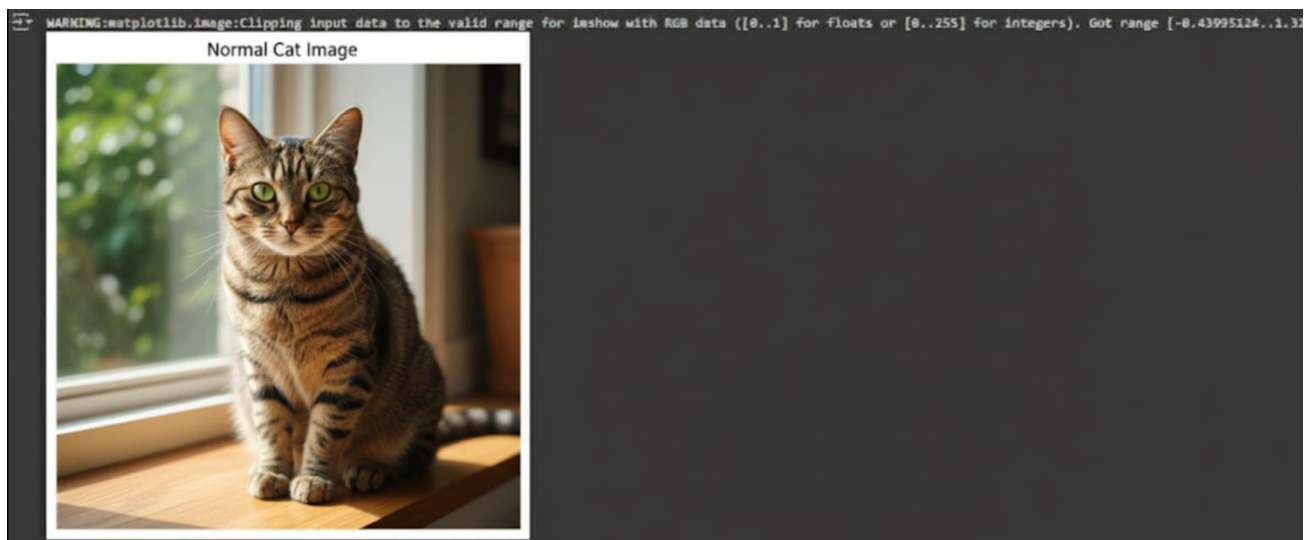 WARNING:matplotlib.image:Clipping input data to the valid range for imshow with RGB data ([0..1] for floats or [0..255] for integers). Got range [-0.43995124..1.32
Normal Cat Image